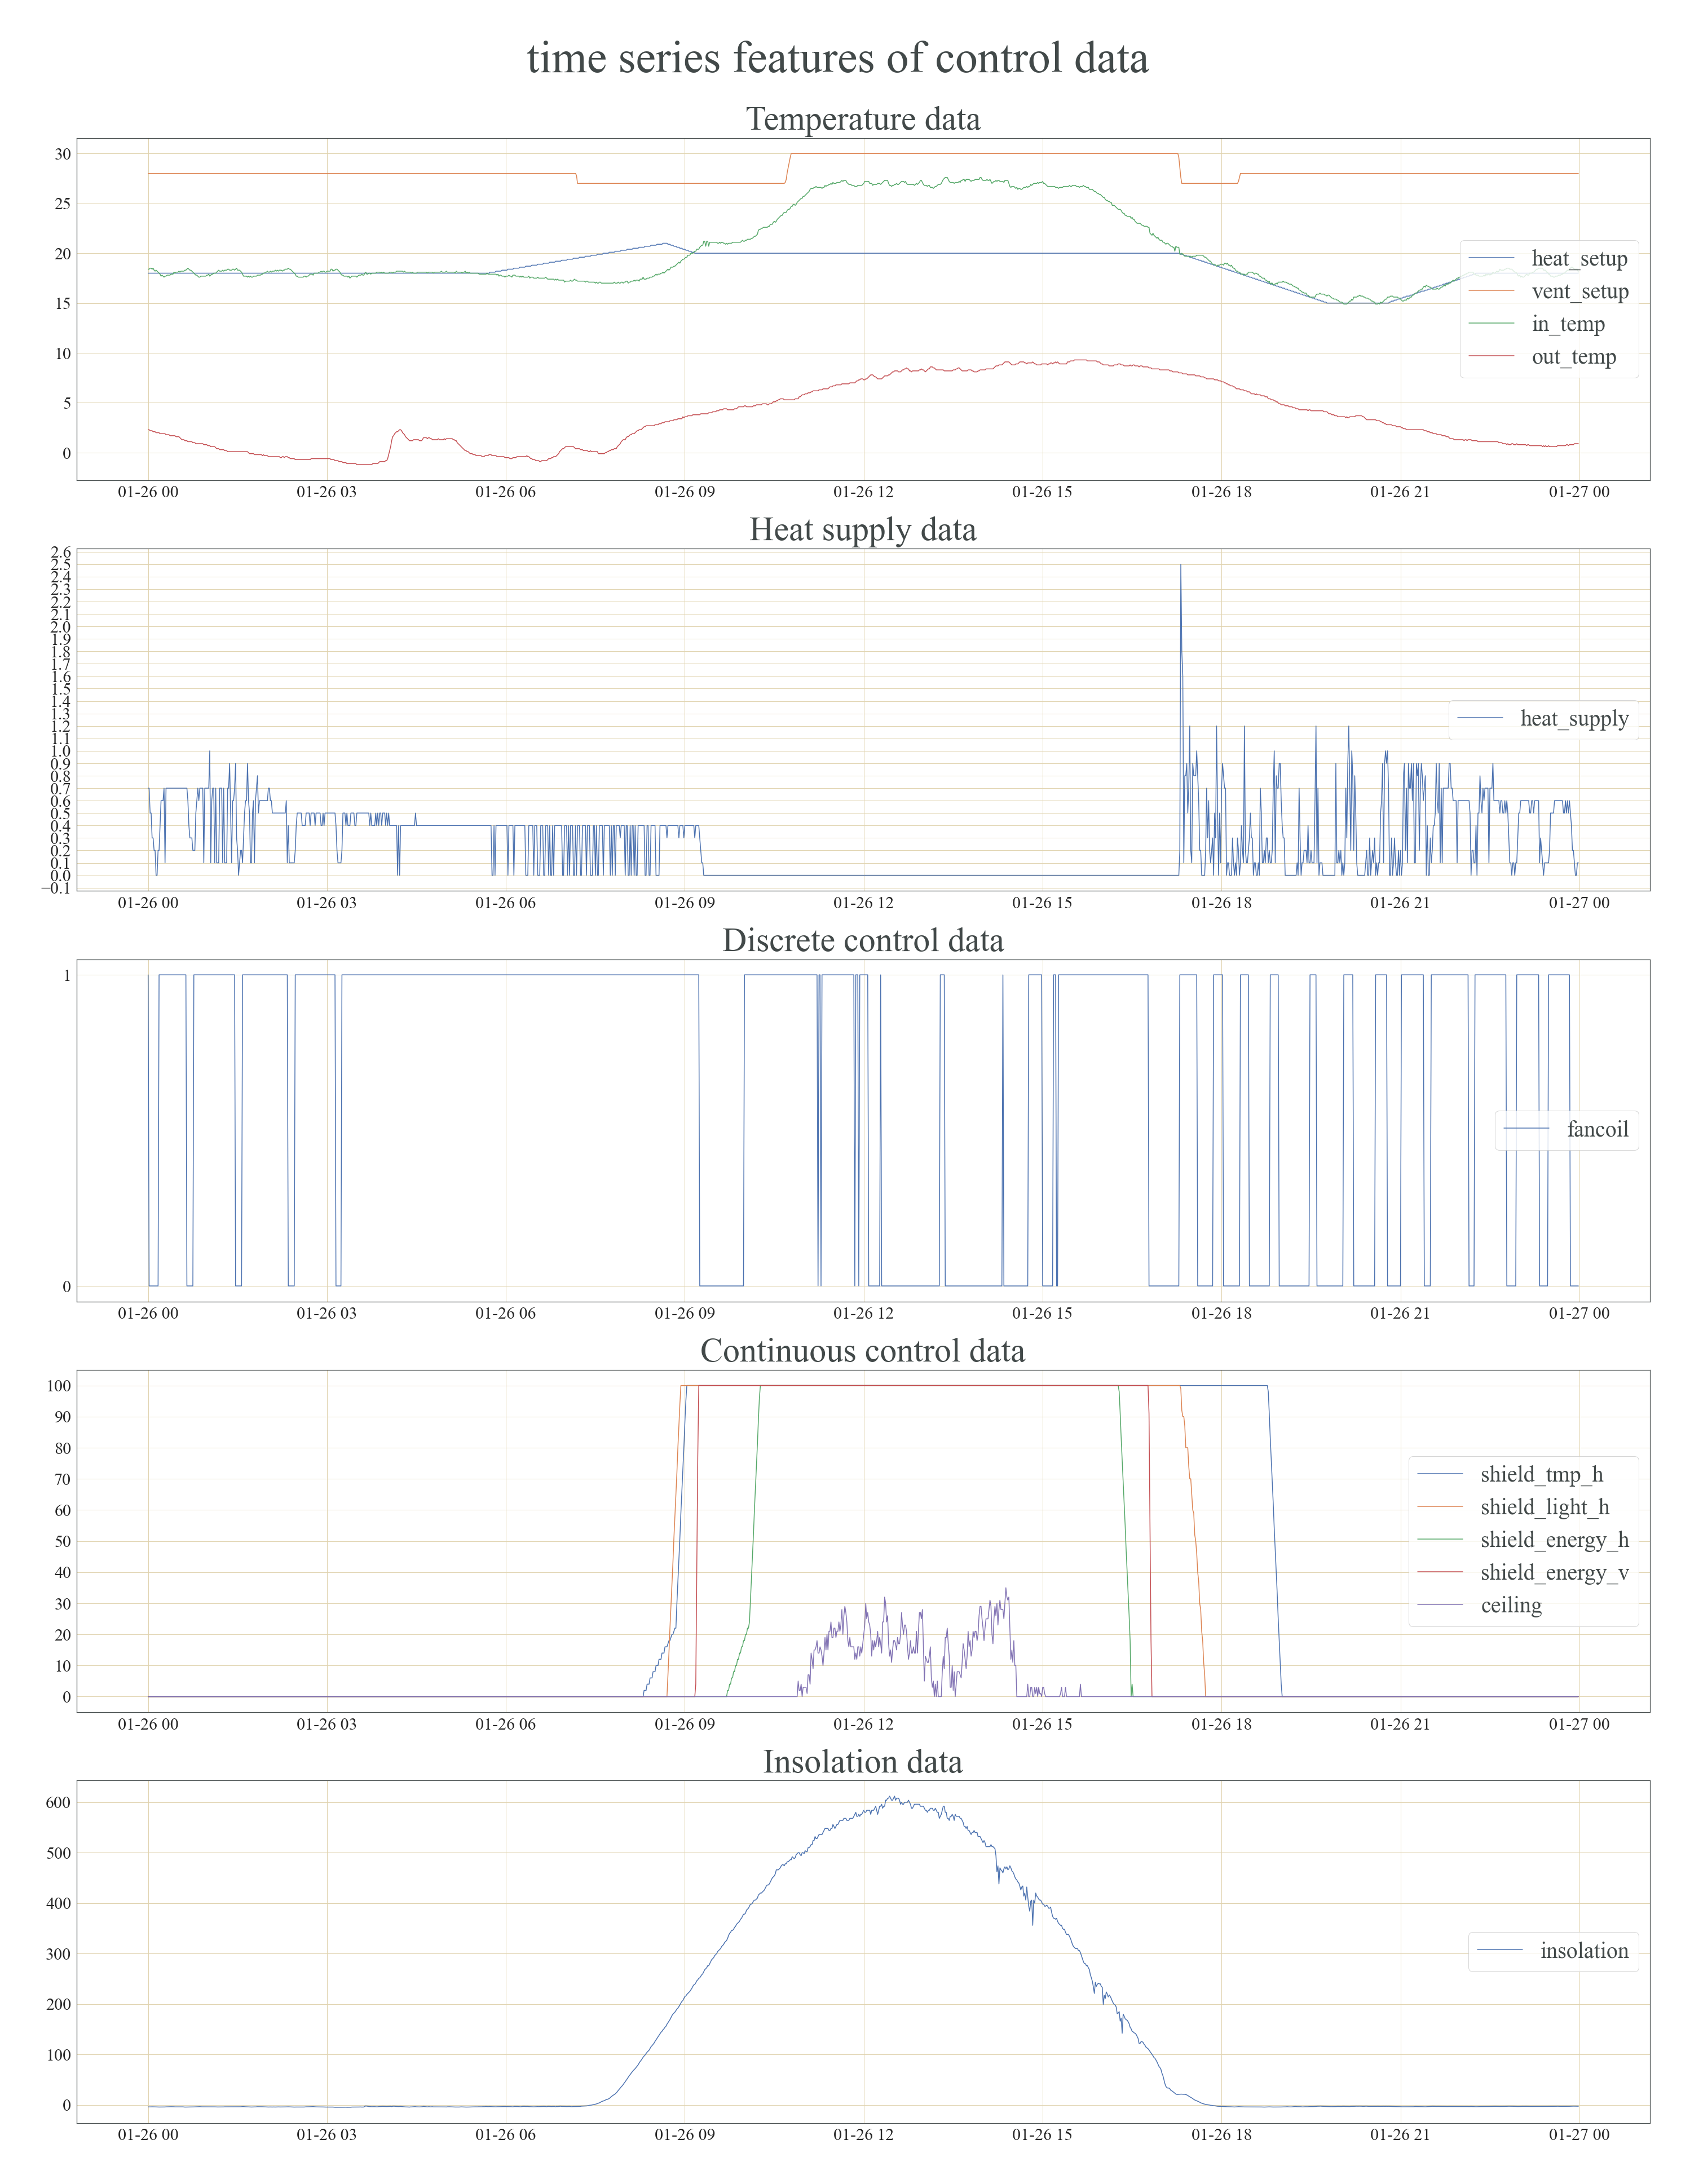 time series features of control data
Temperature data
30
25
20
15
10
5
0
heat_setup
vent_setup
in_temp
out_temp
01-26 00 01-26 03 01-26 06 01-26 09 01-26 12 01-26 15 01-26 18 01-26 21 01-27 00
Heat supply data
2.6
2.5
2.4
2.3
2.2
2.1
2.0
1.9
1.8
1.7
1.6
1.5
1.4
1.3
1.2
1.1
1.0
0.9
0.8
0.7
0.6
0.5
0.4
0.3
0.2
0.1
0.0
−0.1
heat_supply
01-26 00 01-26 03 01-26 06 01-26 09 01-26 12 01-26 15 01-26 18 01-26 21 01-27 00
Discrete control data
1
0
fancoil
01-26 00 01-26 03 01-26 06 01-26 09 01-26 12 01-26 15 01-26 18 01-26 21 01-27 00
Continuous control data
100
90
80
70
60
50
40
30
20
10
0
shield_tmp_h
shield_light_h
shield_energy_h
shield_energy_v
ceiling
01-26 00 01-26 03 01-26 06 01-26 09 01-26 12 01-26 15 01-26 18 01-26 21 01-27 00
Insolation data
600
500
400
300
200
100
0
insolation
01-26 00 01-26 03 01-26 06 01-26 09 01-26 12 01-26 15 01-26 18 01-26 21 01-27 00